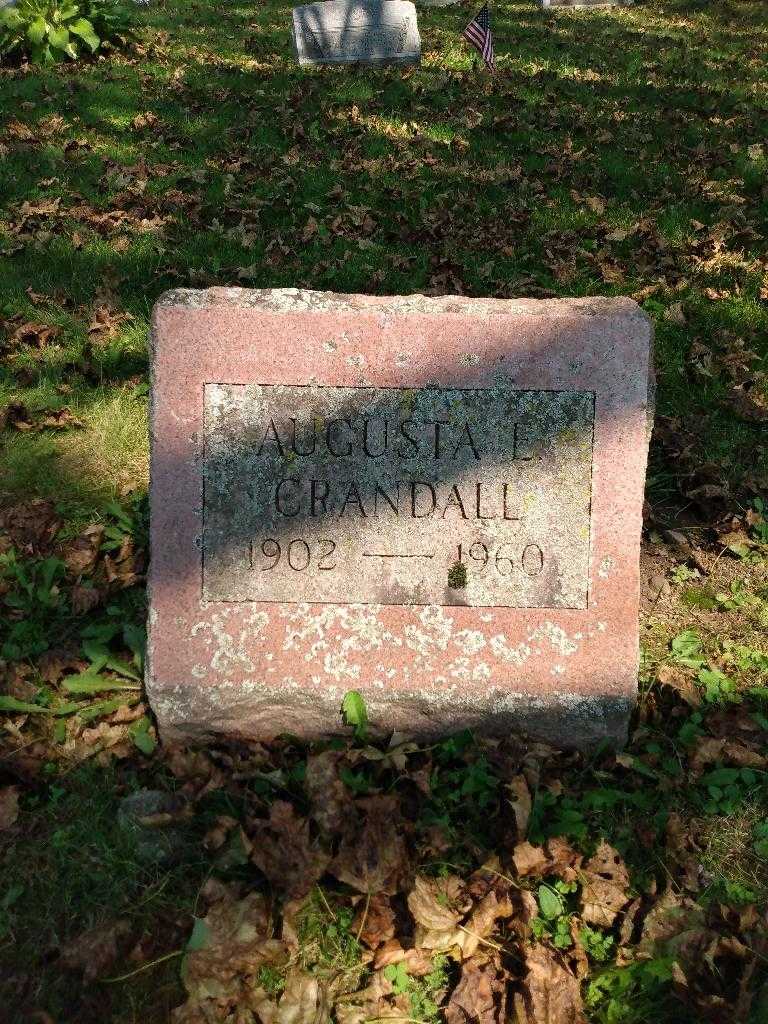 AUGUSTA E
CRANDALL
1902 — 1960